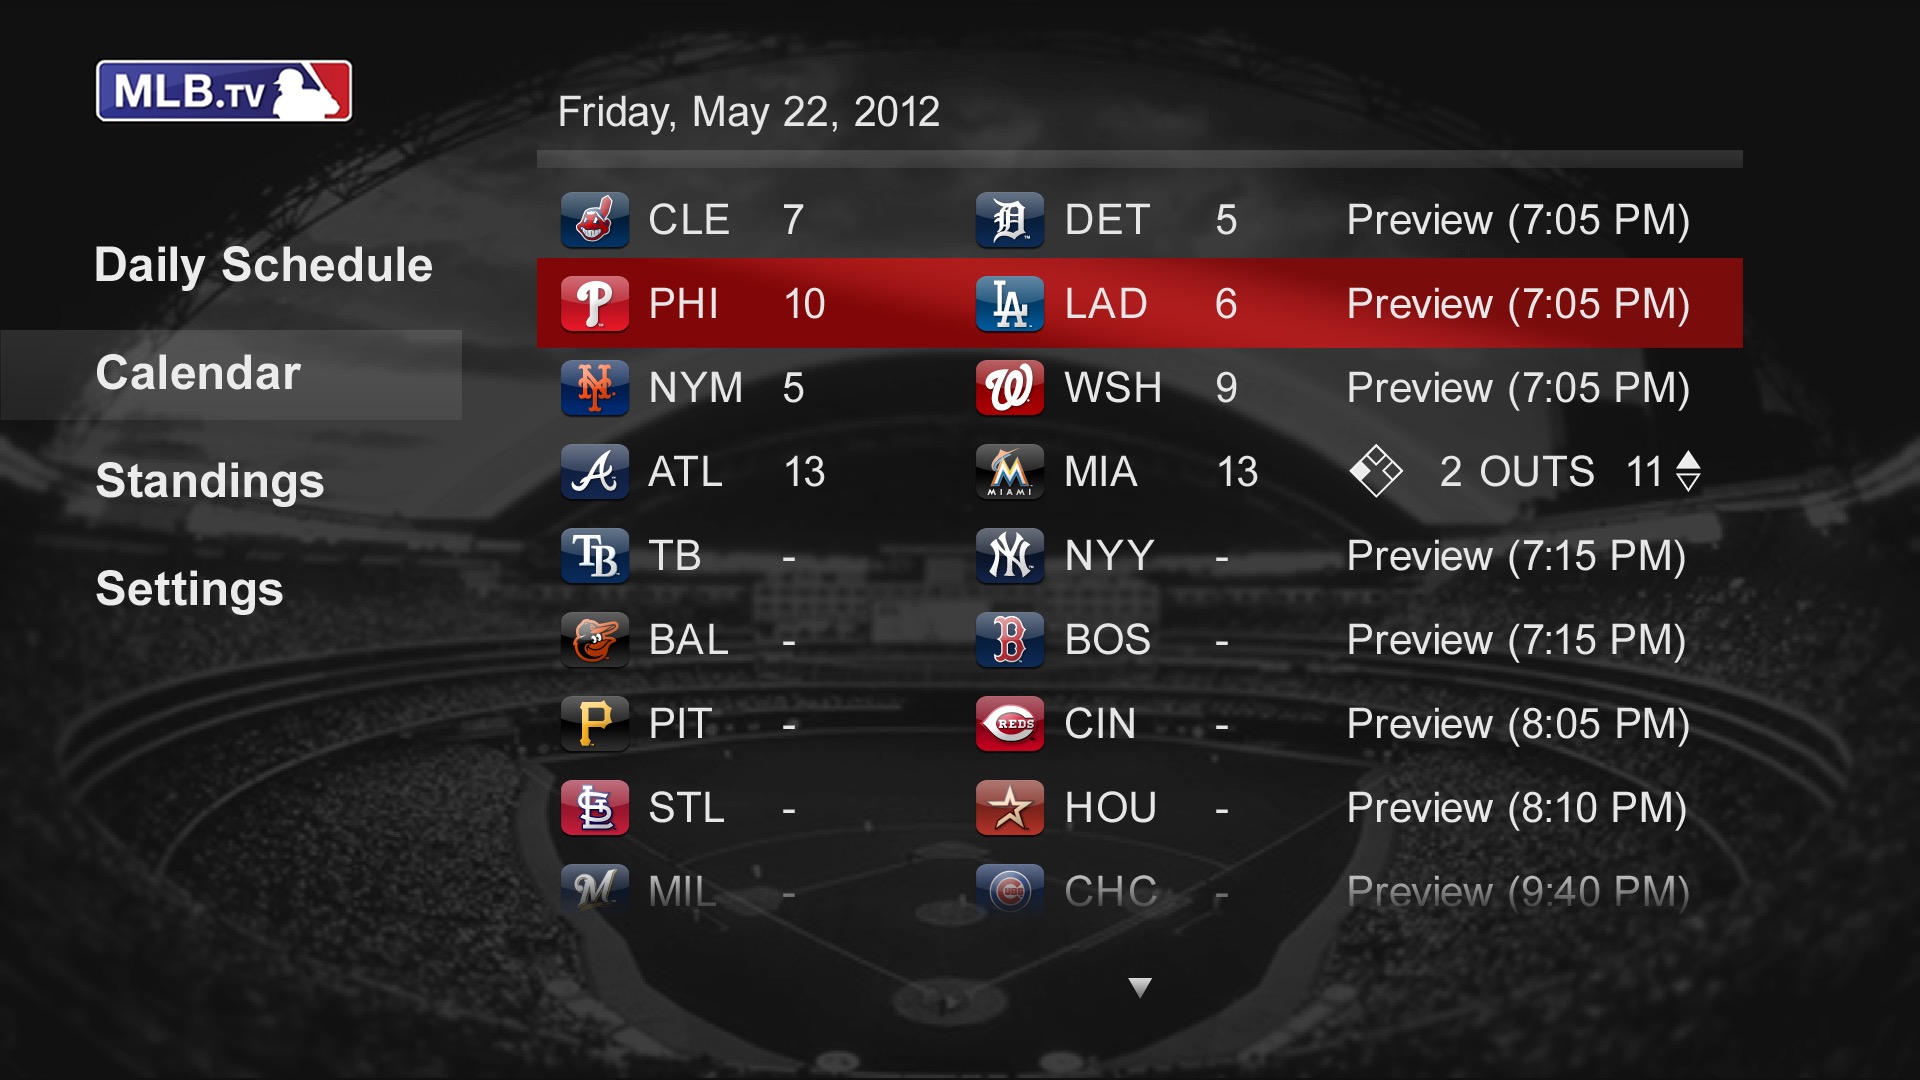 MLB.TV
Friday, May 22, 2012
Daily Schedule
Calendar
Standings
Settings
CLE 7 DET 5 Preview (7:05 PM)
PHI 10 LAD 6 Preview (7:05 PM)
NYM 5 WSH 9 Preview (7:05 PM)
ATL 13 MIAMI MIA 13 2 OUTS 11
TB TB - NYY - Preview (7:15 PM)
BAL - B BOS - Preview (7:15 PM)
P PIT - REDS CIN - Preview (8:05 PM)
STL - HOU - Preview (8:10 PM)
M MIL - CUBS CHC - Preview (9:40 PM)